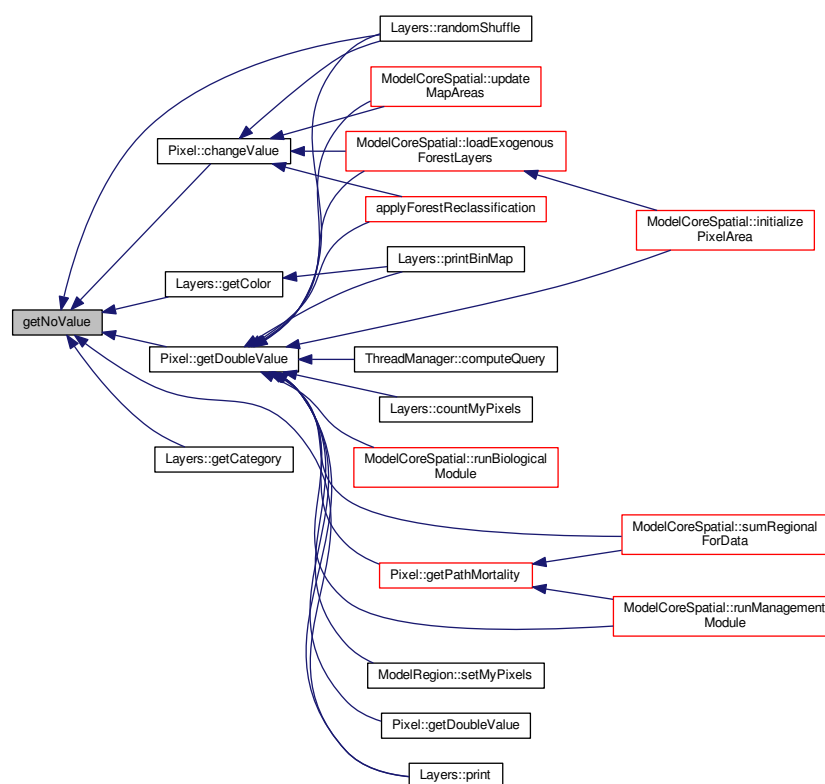 Layers::randomShuffle
ModelCoreSpatial::update
MapAreas
Pixel::changeValue
ModelCoreSpatial::loadExogenous
ForestLayers
applyForestReclassification
ModelCoreSpatial::initialize
PixelArea
Layers::printBinMap
Layers::getColor
getNoValue
Pixel::getDoubleValue
ThreadManager::computeQuery
Layers::countMyPixels
Layers::getCategory
ModelCoreSpatial::runBiological
Module
ModelCoreSpatial::sumRegional
ForData
Pixel::getPathMortality
ModelCoreSpatial::runManagement
Module
ModelRegion::setMyPixels
Pixel::getDoubleValue
Layers::print